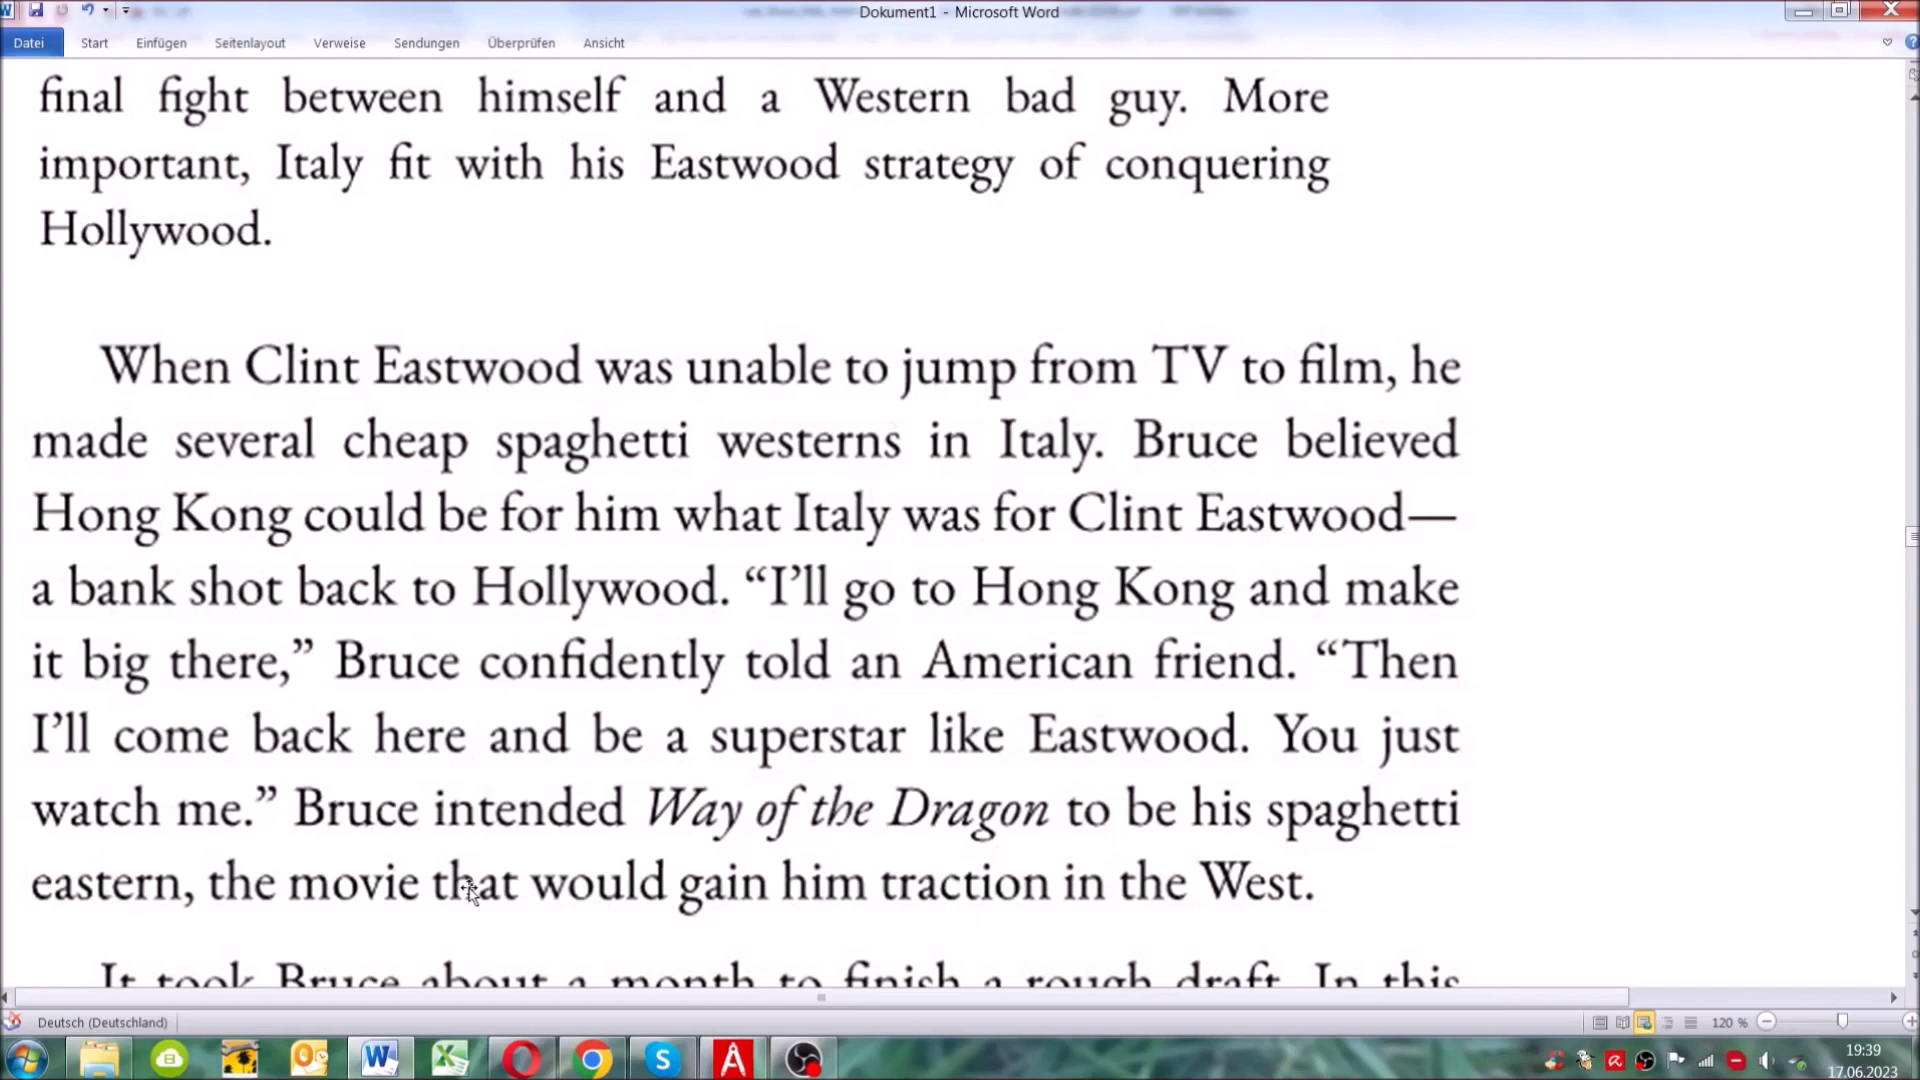 Dokument1 - Microsoft Word
Datei Start Einfügen Seitenlayout Verweise Sendungen Überprüfen Ansicht
final fight between himself and a Western bad guy. More
important, Italy fit with his Eastwood strategy of conquering
Hollywood.
When Clint Eastwood was unable to jump from TV to film, he
made several cheap spaghetti westerns in Italy. Bruce believed
Hong Kong could be for him what Italy was for Clint Eastwood—
a bank shot back to Hollywood. “I’ll go to Hong Kong and make
it big there,” Bruce confidently told an American friend. “Then
I’ll come back here and be a superstar like Eastwood. You just
watch me.” Bruce intended Way of the Dragon to be his spaghetti
eastern, the movie that would gain him traction in the West.
It took Bruce about a month to finish a rough draft. In this
Deutsch (Deutschland) 120 %
19:39
17.06.2023